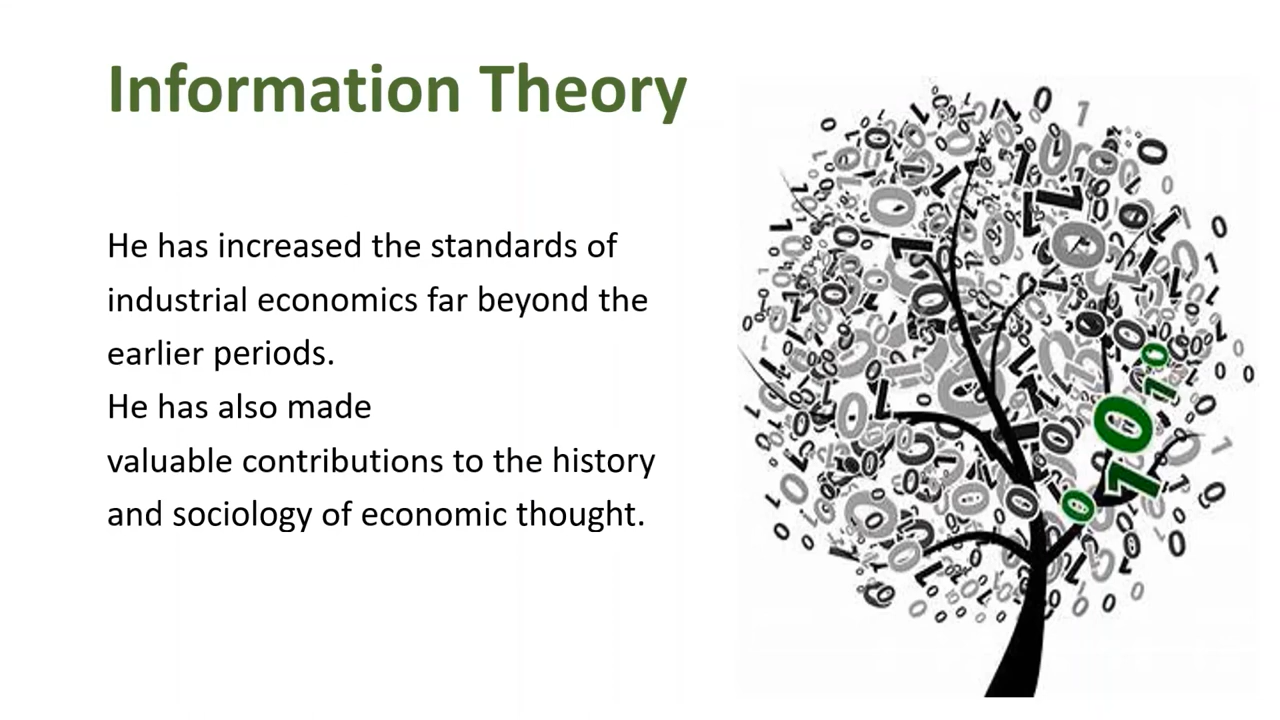 Information Theory
He has increased the standards of
industrial economics far beyond the
earlier periods.
He has also made
valuable contributions to the history
and sociology of economic thought.